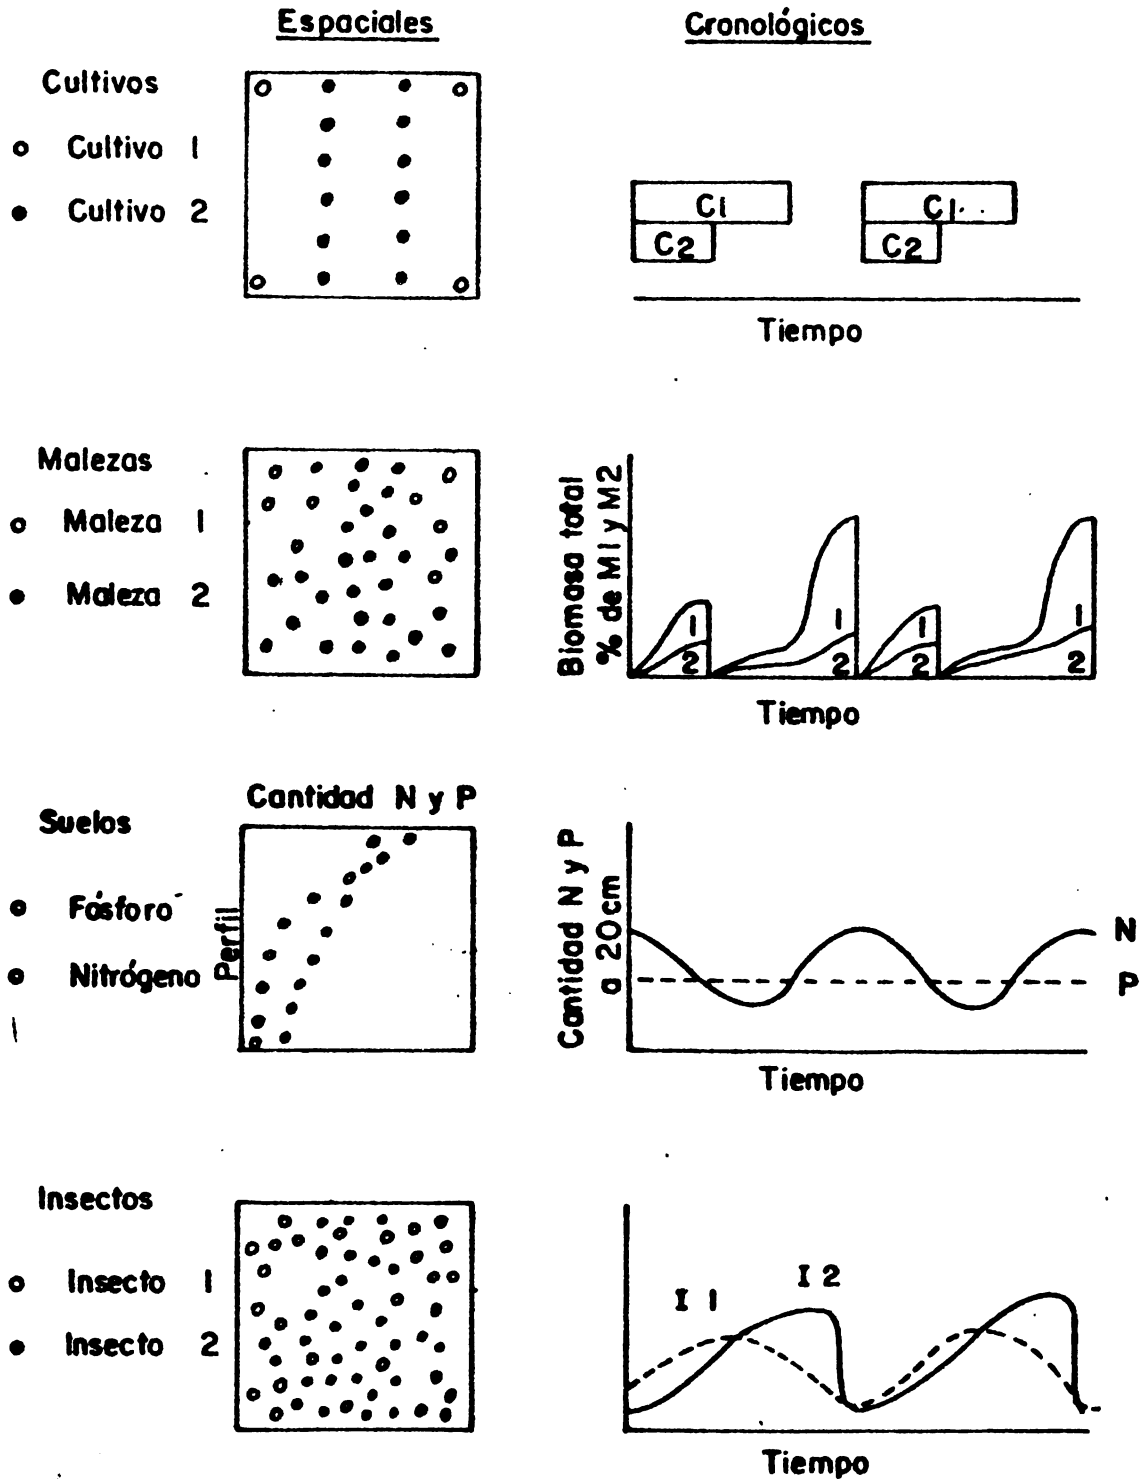 Espaciales
Cronológicos
Cultivos
Cultivo 1
Cultivo 2
C1
C2
C1
C2
Tiempo
Malezas
Maleza 1
Maleza 2
Biomasa total
% de M1 y M2
1
2
1
2
1
2
1
2
Tiempo
Suelos
Fósforo
Nitrógeno
Cantidad N y P
Perfil
Cantidad N y P
a 20cm
N
P
Tiempo
Insectos
Insecto 1
Insecto 2
I 1
I 2
Tiempo